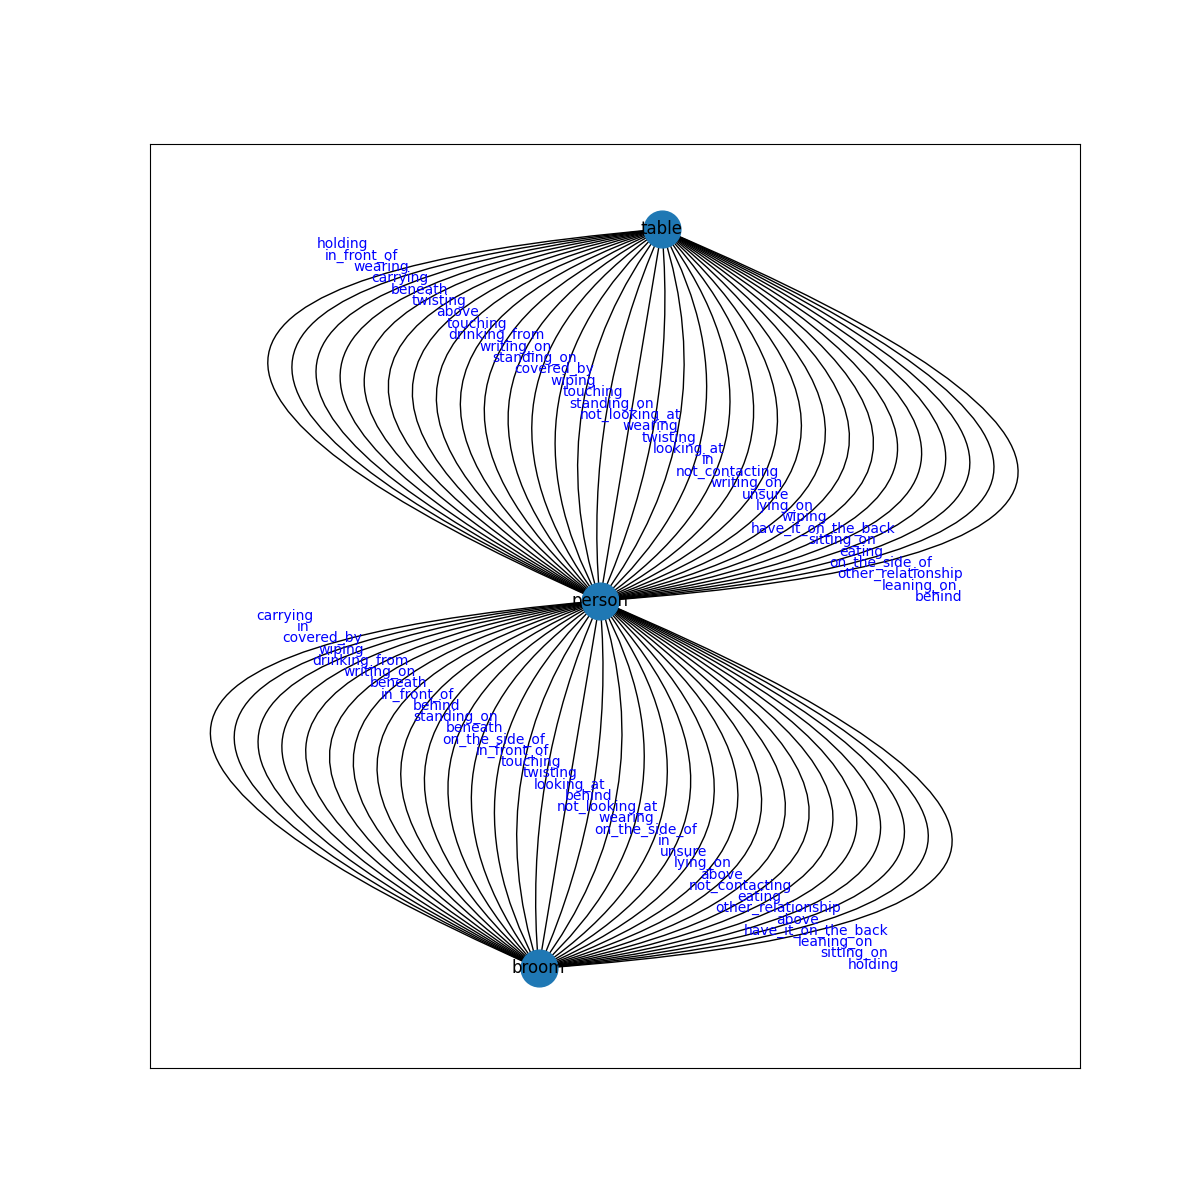 table
holding
in_front_of
wearing
carrying
beneath
twisting
above
touching
drinking_from
writing_on
standing_on
covered_by
wiping
touching
standing_on
not_looking_at
wearing
twisting
looking_at
in
not_contacting
writing_on
unsure
lying_on
wiping
have_it_on_the_back
sitting_on
eating
on_the_side_of
other_relationship
leaning_on
behind
person
carrying
in
covered_by
wiping
drinking_from
writing_on
beneath
in_front_of
behind
standing_on
beneath
on_the_side_of
in_front_of
touching
twisting
looking_at
behind
not_looking_at
wearing
on_the_side_of
in
unsure
lying_on
above
not_contacting
eating
other_relationship
above
have_it_on_the_back
leaning_on
sitting_on
holding
broom